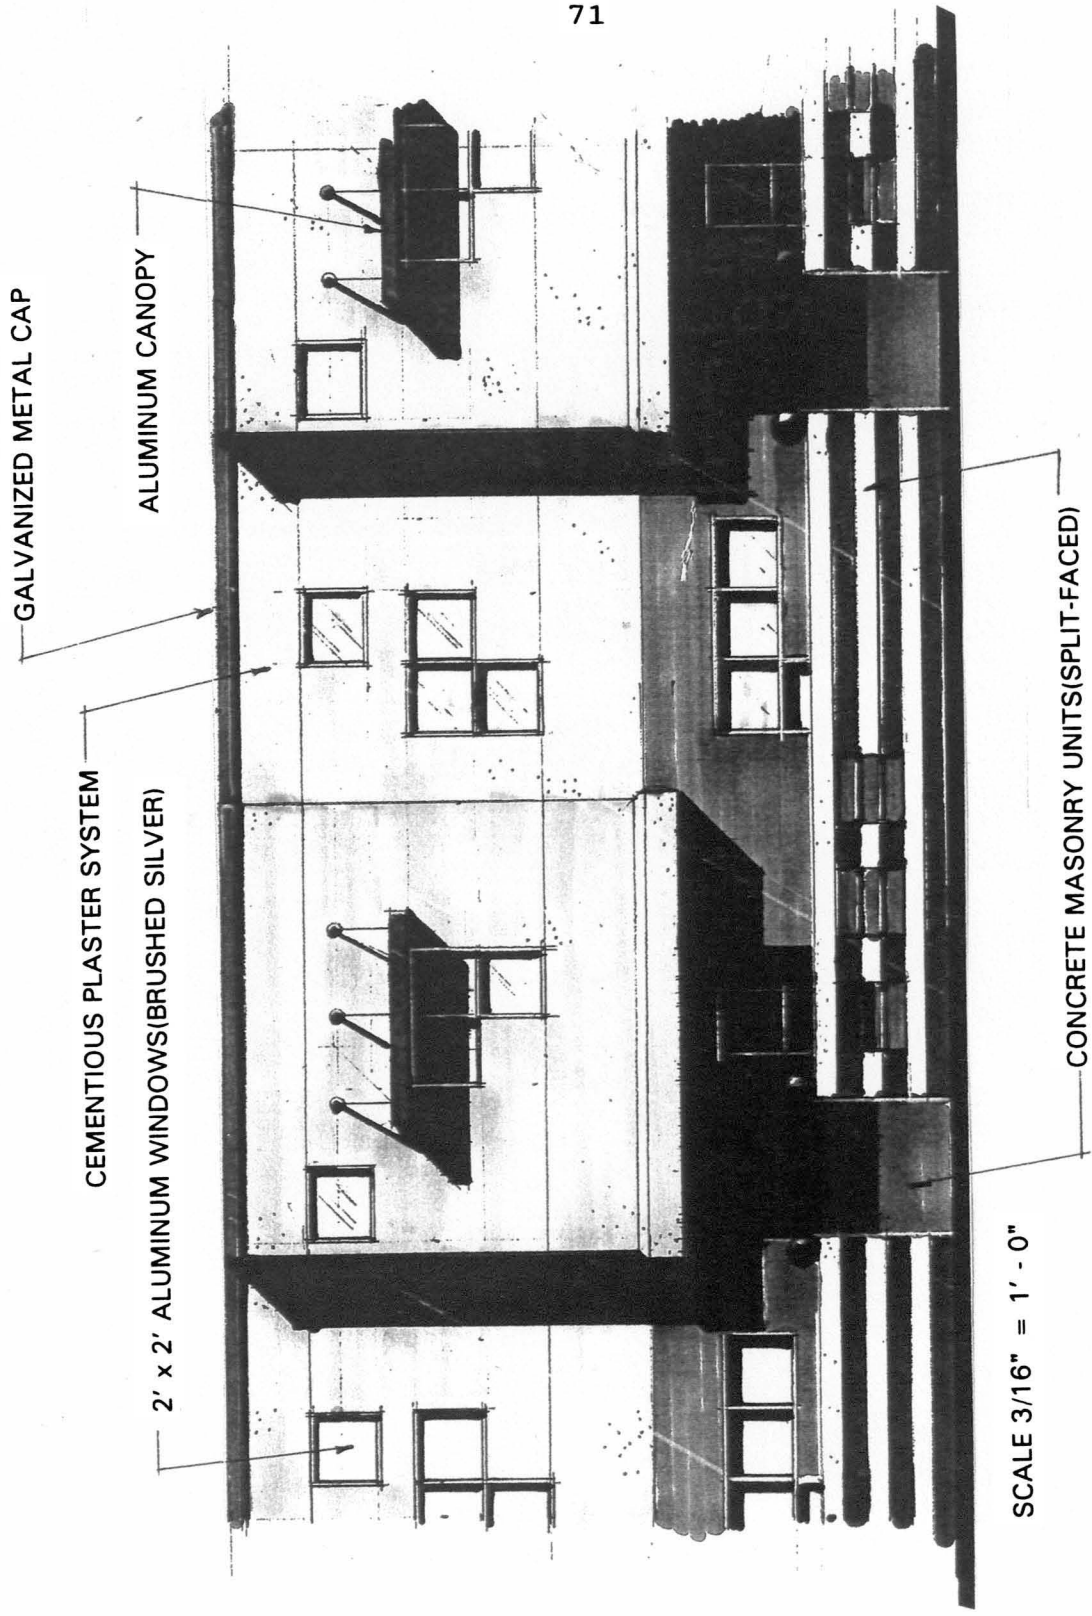 71
GALVANIZED METAL CAP
CEMENTIOUS PLASTER SYSTEM
ALUMINUM CANOPY
2' x 2' ALUMINUM WINDOWS(BRUSHED SILVER)
SCALE 3/16" = 1' - 0"
CONCRETE MASONRY UNITS(SPLIT-FACED)